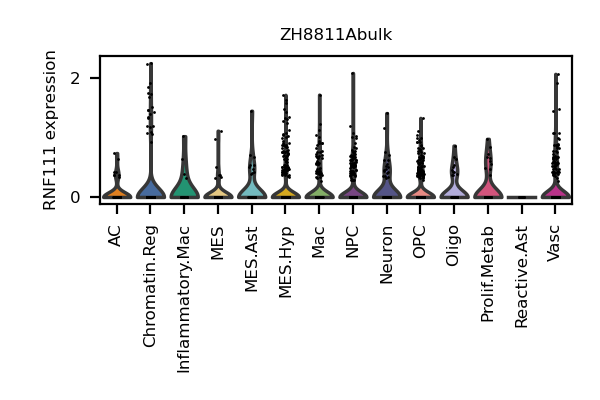 ZH8811Abulk
RNF111 expression
2
0
AC
Chromatin.Reg
Inflammatory.Mac
MES
MES.Ast
MES.Hyp
Mac
NPC
Neuron
OPC
Oligo
Prolif.Metab
Reactive.Ast
Vasc